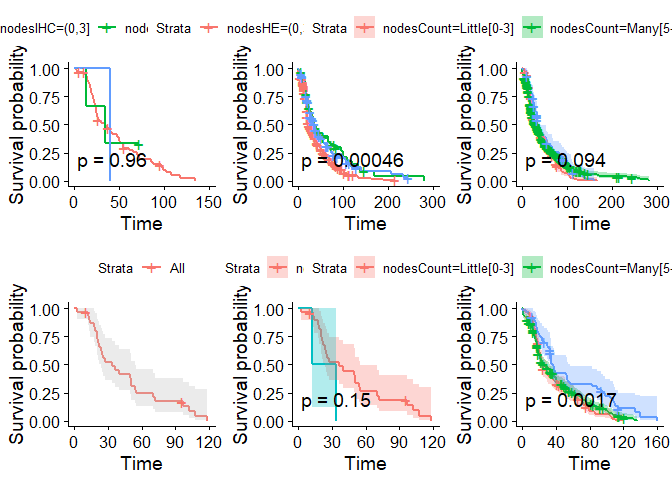 nodesIHC=(0,3] nod
Strata nodesHE=(0,
Strata nodesCount=Little[0-3] nodesCount=Many[5-
Survival probability
1.00
0.75
0.50
0.25
0.00
p = 0.96
0 50 100 150
Time
Survival probability
1.00
0.75
0.50
0.25
0.00
p = 0.00046
0 100 200 300
Time
Survival probability
1.00
0.75
0.50
0.25
0.00
p = 0.094
0 100 200 300
Time
Strata All
Strata n
Strata nodesCount=Little[0-3] nodesCount=Many[5-
Survival probability
1.00
0.75
0.50
0.25
0.00
0 30 60 90 120
Time
Survival probability
1.00
0.75
0.50
0.25
0.00
p = 0.15
0 30 60 90 120
Time
Survival probability
1.00
0.75
0.50
0.25
0.00
p = 0.0017
0 40 80 120 160
Time